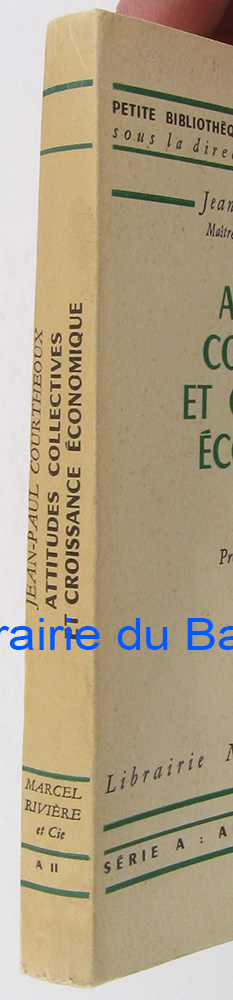 JEAN-PAUL COURTHEOUX
ATTITUDES COLLECTIVES
ET CROISSANCE ÉCONOMIQUE
MARCEL
RIVIÈRE
et Cie
A II
PETITE BIBLIOTHÈQ
sous la direc
Jean
Maître
A
CO
ET C
ÉCO
Pr
rairie du Ba
Librairie M
SÉRIE A : A